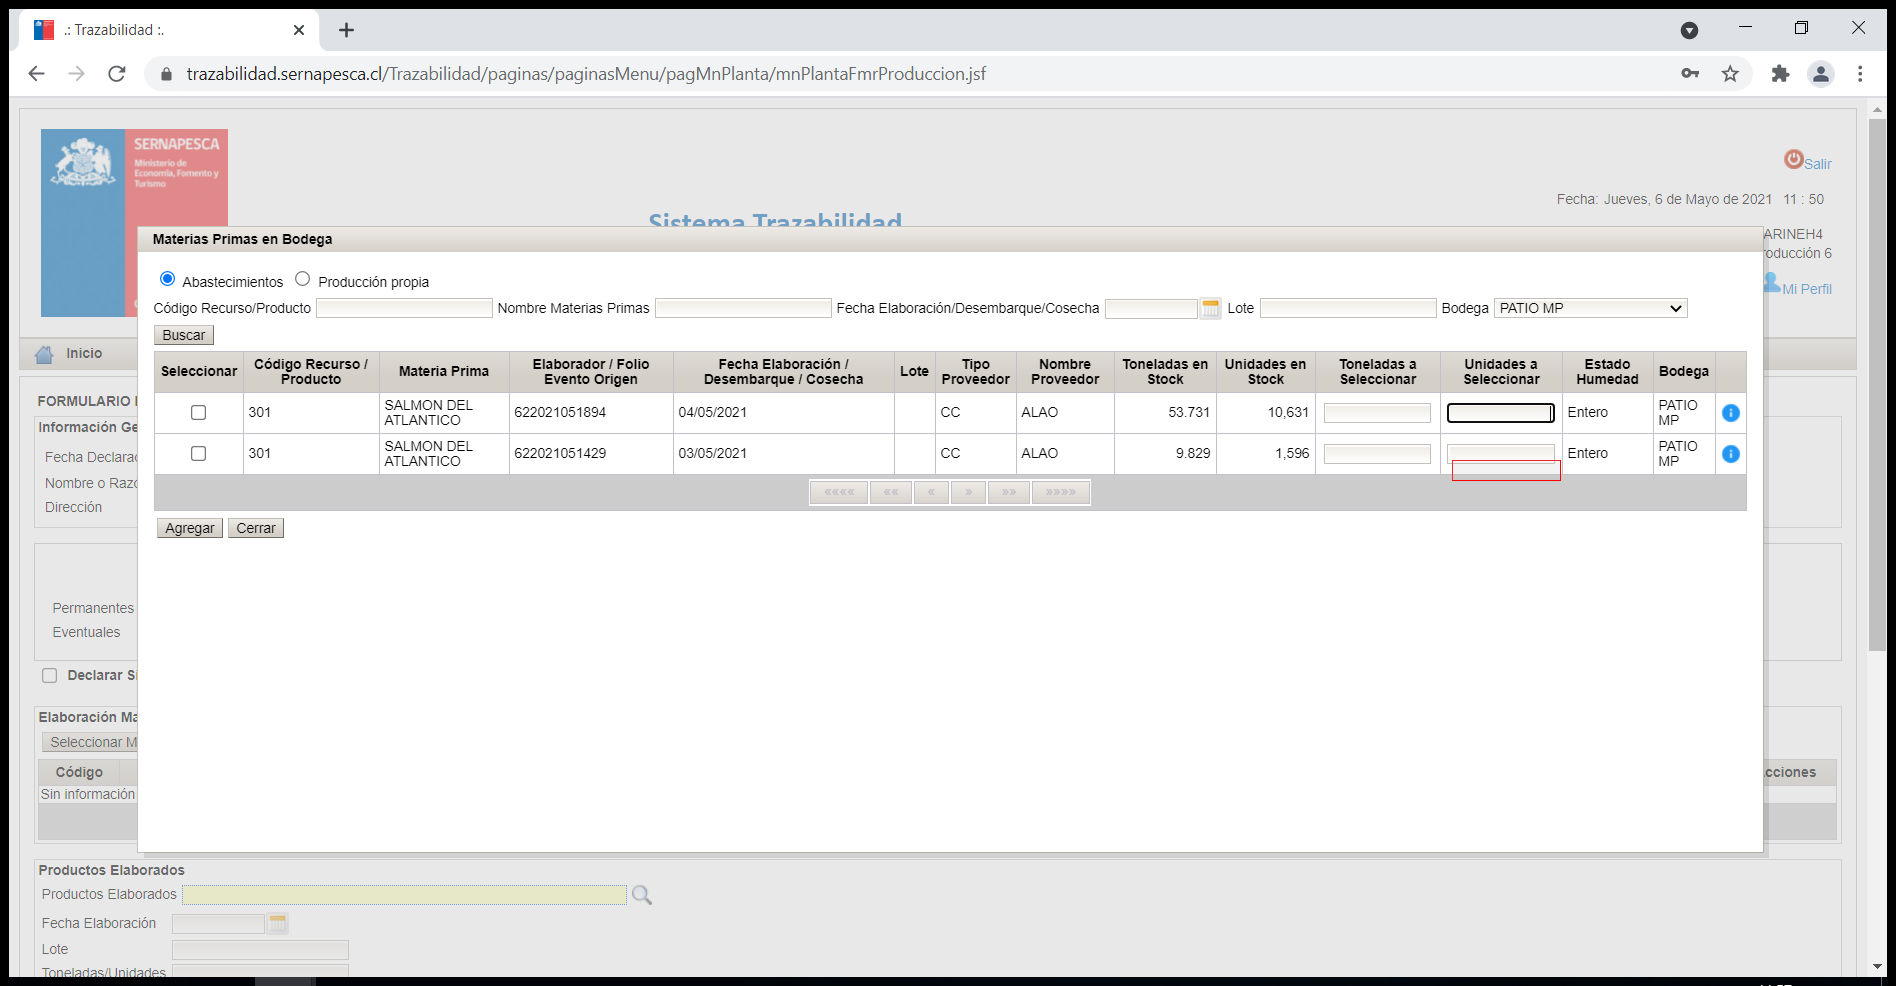 .: Trazabilidad :.
trazabilidad.sernapesca.cl/Trazabilidad/paginas/paginasMenu/pagMnPlanta/mnPlantaFmrProduccion.jsf
SERNAPESCA
Ministerio de
Economía, Fomento y
Turismo
Salir
Fecha: Jueves, 6 de Mayo de 2021 11 : 50
Sistema Trazabilidad
ARINEH4
roducción 6
Mi Perfil
Inicio
Materias Primas en Bodega
Abastecimientos Producción propia
Código Recurso/Producto Nombre Materias Primas Fecha Elaboración/Desembarque/Cosecha Lote Bodega PATIO MP
Buscar
Seleccionar Código Recurso / Producto Materia Prima Elaborador / Folio Evento Origen Fecha Elaboración / Desembarque / Cosecha Lote Tipo Proveedor Nombre Proveedor Toneladas en Stock Unidades en Stock Toneladas a Seleccionar Unidades a Seleccionar Estado Humedad Bodega
301 SALMON DEL ATLANTICO 622021051894 04/05/2021 CC ALAO 53.731 10,631 Entero PATIO MP
301 SALMON DEL ATLANTICO 622021051429 03/05/2021 CC ALAO 9.829 1,596 Entero PATIO MP
«««« «« « » »» »»»»
Agregar Cerrar
FORMULARIO
Información Ge
Fecha Declarac
Nombre o Razo
Dirección
Permanentes
Eventuales
Declarar Si
Elaboración Ma
Seleccionar M
Código cciones
Sin información
Productos Elaborados
Productos Elaborados
Fecha Elaboración
Lote
Toneladas/Unidades